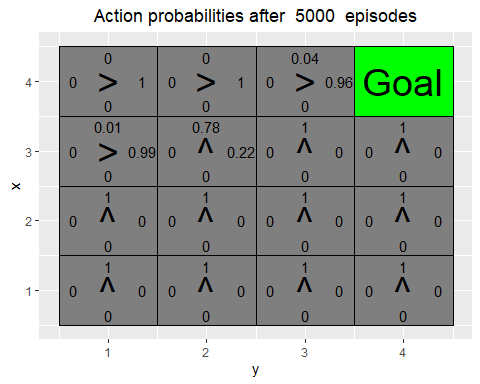 Action probabilities after 5000 episodes
0 0 0.04
4 0 > 1 0 > 1 0 > 0.96 Goal
0 0 0
0.01 0.78 1 1
3 0 > 0.99 0 ^ 0.22 0 ^ 0 0 ^ 0
0 0 0 0
1 1 1 1
2 0 ^ 0 0 ^ 0 0 ^ 0 0 ^ 0
0 0 0 0
1 1 1 1
1 0 ^ 0 0 ^ 0 0 ^ 0 0 ^ 0
0 0 0 0
x
1 2 3 4
y